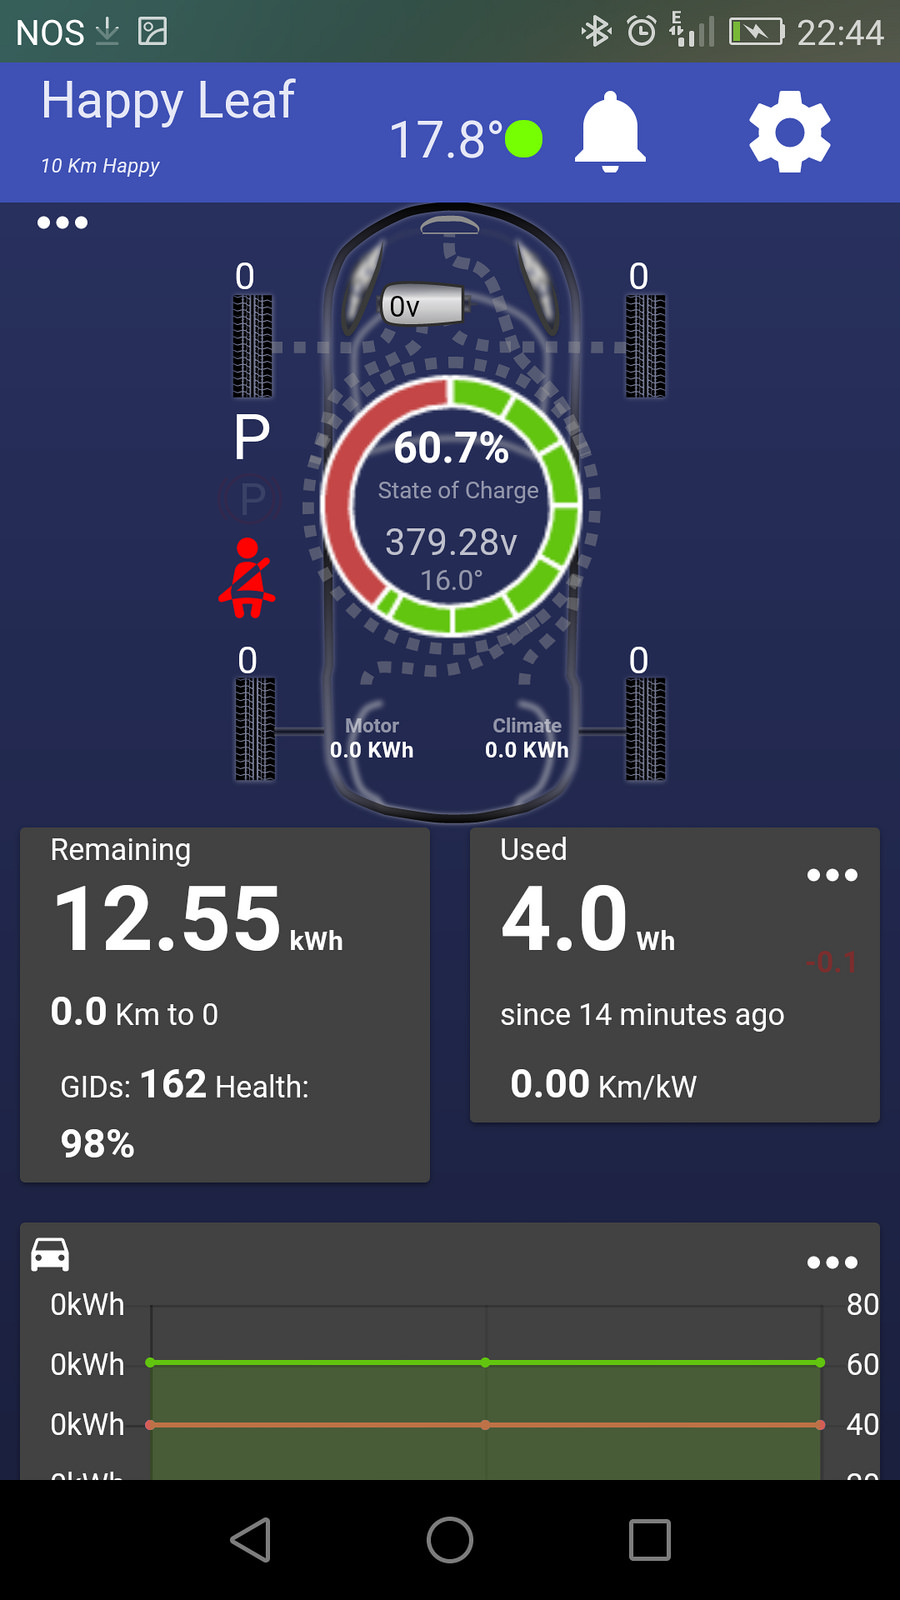 NOS 22:44
E
Happy Leaf
17.8°
10 Km Happy
0 0
0v
P
60.7%
State of Charge
P
379.28v
16.0°
0 0
Motor Climate
0.0 KWh 0.0 KWh
Remaining Used
12.55 kWh 4.0 Wh
-0.1
0.0 Km to 0 since 14 minutes ago
GIDs: 162 Health: 0.00 Km/kW
98%
0kWh 80
0kWh 60
0kWh 40